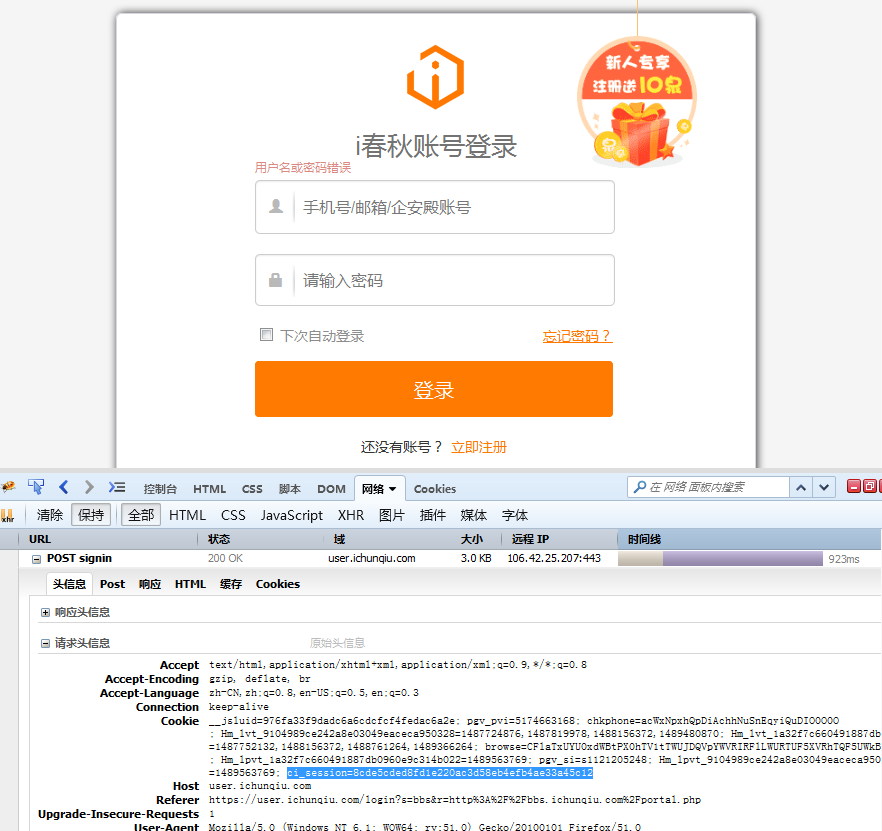 新人专享
注册送10泉
i春秋账号登录
用户名或密码错误
手机号/邮箱/企安殿账号
请输入密码
下次自动登录 忘记密码？
登录
还没有账号？ 立即注册
控制台 HTML CSS 脚本 DOM 网络 Cookies 在 网络 面板内搜索
xhr 清除 保持 全部 HTML CSS JavaScript XHR 图片 插件 媒体 字体
URL 状态 域 大小 远程 IP 时间线
POST signin 200 OK user.ichunqiu.com 3.0 KB 106.42.25.207:443 923ms
头信息 Post 响应 HTML 缓存 Cookies
响应头信息
请求头信息 原始头信息
Accept text/html,application/xhtml+xml,application/xml;q=0.9,*/*;q=0.8
Accept-Encoding gzip, deflate, br
Accept-Language zh-CN,zh;q=0.8,en-US;q=0.5,en;q=0.3
Connection keep-alive
Cookie __jsluid=976fa33f9dadc6a6cdcfcf4fedac6a2e; pgv_pvi=5174663168; chkphone=acWxNpxhQpDiAchhNuSnEqyiQuDIO0O0O
; Hm_lvt_9104989ce242a8e03049eaceca950328=1487724876,1487819978,1488156372,1489480870; Hm_lvt_1a32f7c660491887db
=1487752132,1488156372,1488761264,1489366264; browse=CFlaTxUYU0xdWBtPX0hTVitTWUJDQVpYWVRIRFlLWURTUF5XVRhTQF5UWkB
; Hm_lpvt_1a32f7c660491887db0960e9c314b022=1489563769; pgv_si=s1121205248; Hm_lpvt_9104989ce242a8e03049eaceca950
=1489563769; ci_session=8cde5cded8fd1e220ac3d58eb4efb4ae33a45c12
Host user.ichunqiu.com
Referer https://user.ichunqiu.com/login?s=bbs&r=http%3A%2F%2Fbbs.ichunqiu.com%2Fportal.php
Upgrade-Insecure-Requests 1
User-Agent Mozilla/5.0 (Windows NT 6.1; WOW64; rv:51.0) Gecko/20100101 Firefox/51.0